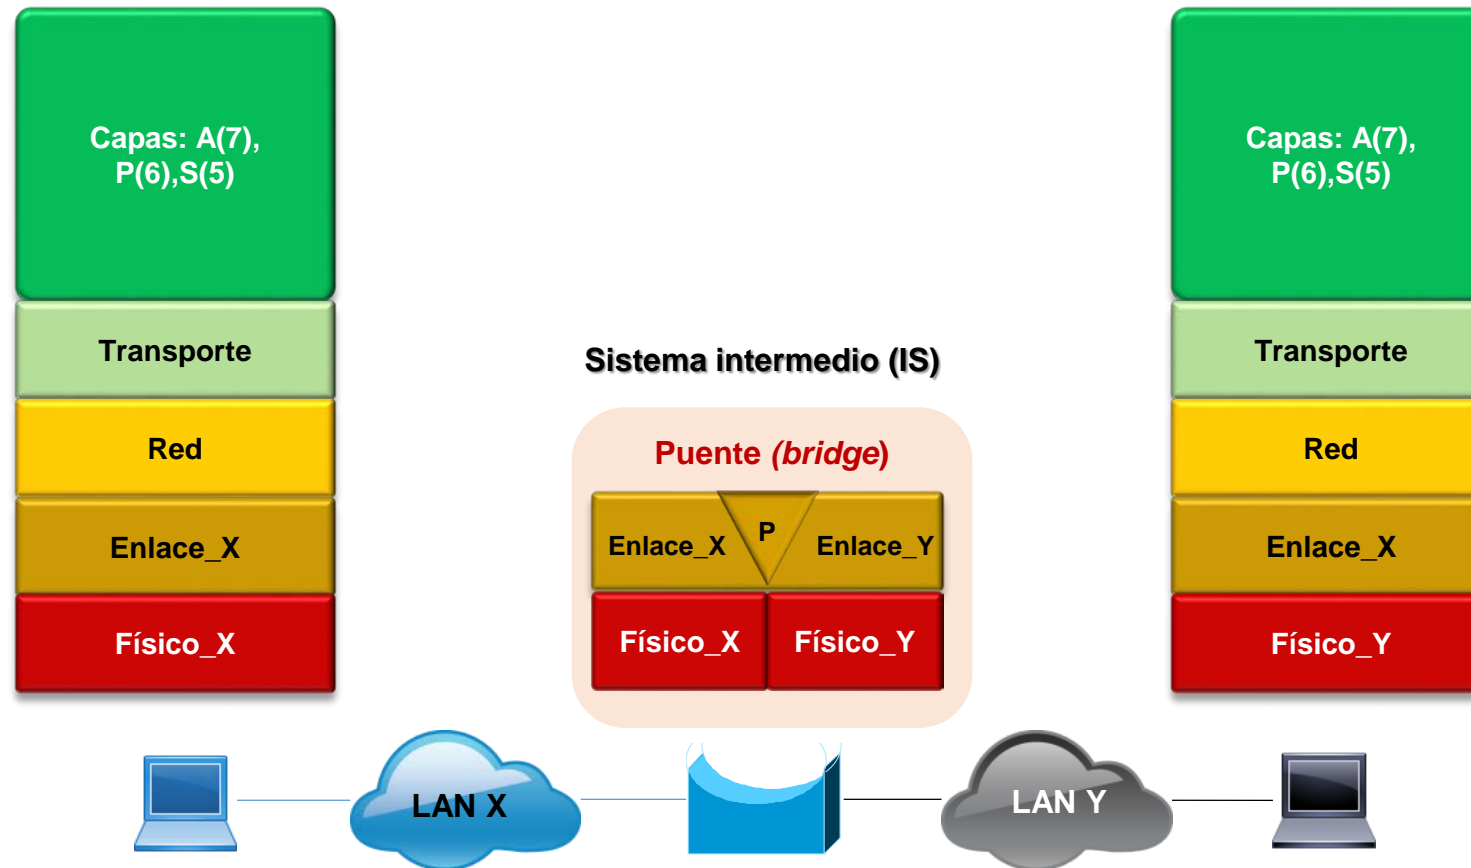 Capas: A(7),
P(6),S(5)
Transporte
Red
Enlace_X
Físico_X
Sistema intermedio (IS)
Puente (bridge)
P
Enlace_X
Enlace_Y
Físico_X
Físico_Y
Capas: A(7),
P(6),S(5)
Transporte
Red
Enlace_X
Físico_Y
LAN X
LAN Y